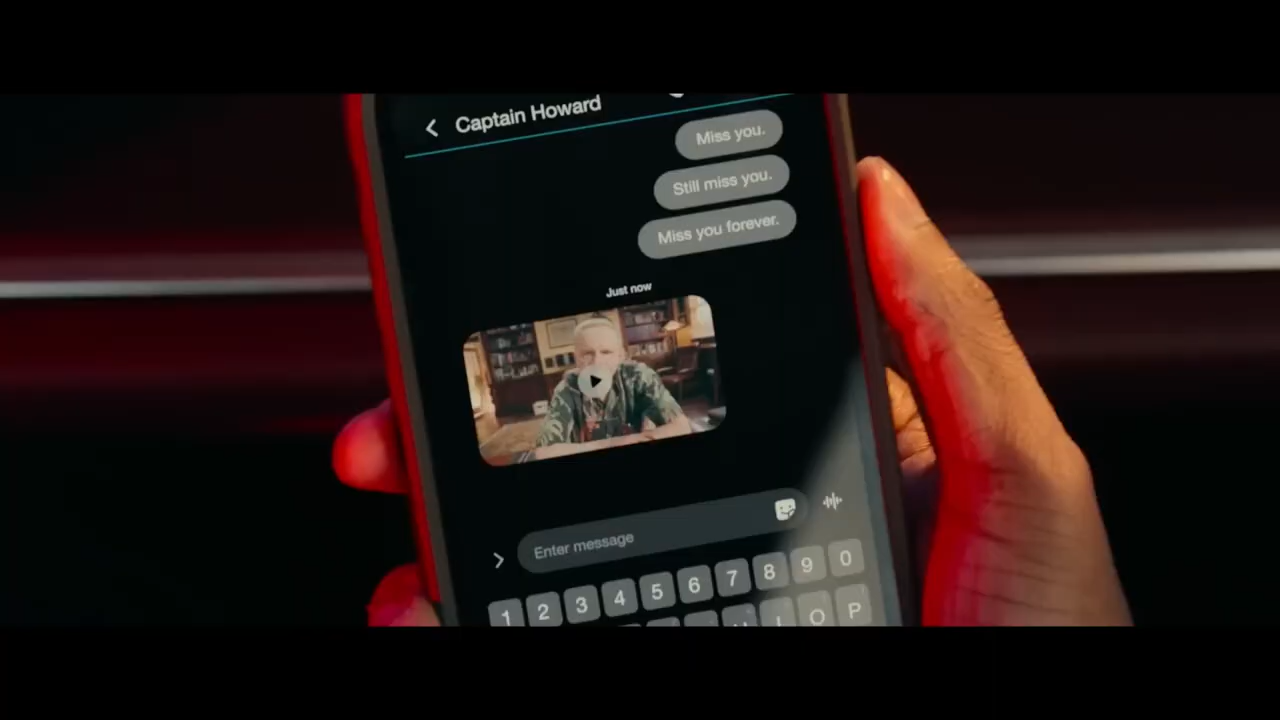 Captain Howard
Miss you.
Still miss you.
Miss you forever.
Just now
Enter message
1 2 3 4 5 6 7 8 9 0
I O P